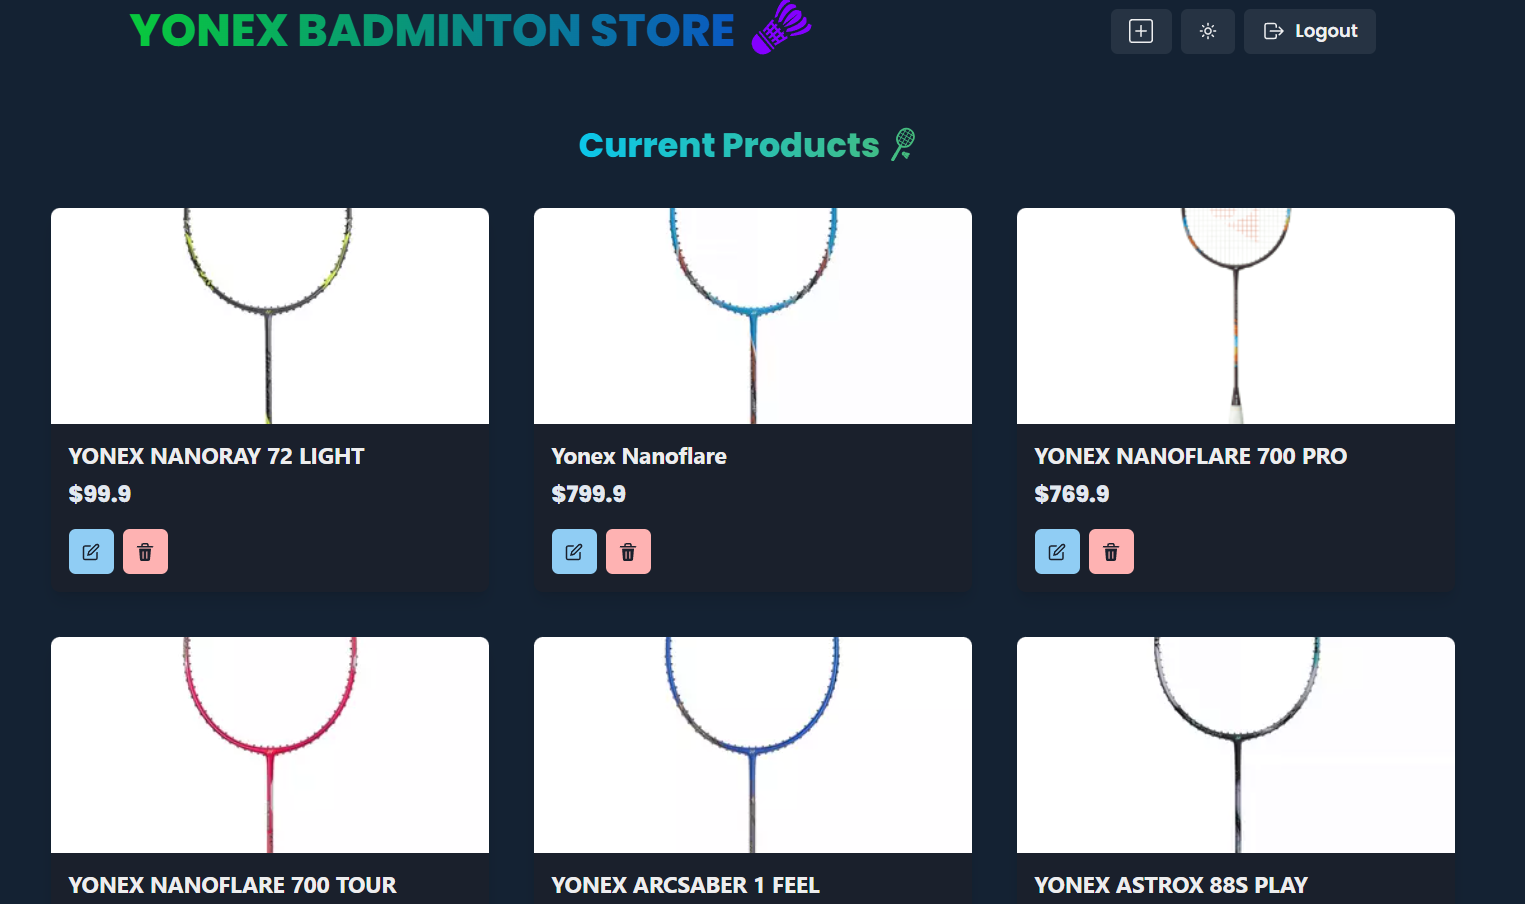 YONEX BADMINTON STORE
Logout
Current Products
YONEX NANORAY 72 LIGHT
$99.9
Yonex Nanoflare
$799.9
YONEX NANOFLARE 700 PRO
$769.9
YONEX NANOFLARE 700 TOUR
YONEX ARCSABER 1 FEEL
YONEX ASTROX 88S PLAY